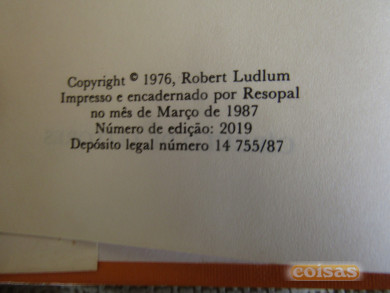 Copyright © 1976, Robert Ludlum
Impresso e encadernado por Resopal
no mês de Março de 1987
Número de edição: 2019
Depósito legal número 14 755/87
coisas